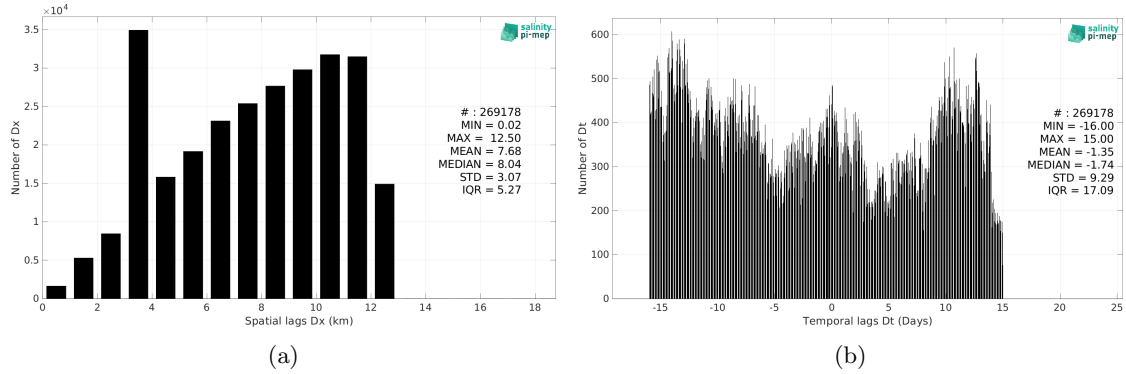 ×10⁴
3.5
3
2.5
2
1.5
1
0.5
0
Number of Dx
0 2 4 6 8 10 12 14 16 18
Spatial lags Dx (km)
salinity
pi-mep
# : 269178
MIN = 0.02
MAX = 12.50
MEAN = 7.68
MEDIAN = 8.04
STD = 3.07
IQR = 5.27
(a)
600
500
400
300
200
100
0
Number of Dt
-15 -10 -5 0 5 10 15 20 25
Temporal lags Dt (Days)
salinity
pi-mep
# : 269178
MIN = -16.00
MAX = 15.00
MEAN = -1.35
MEDIAN = -1.74
STD = 9.29
IQR = 17.09
(b)